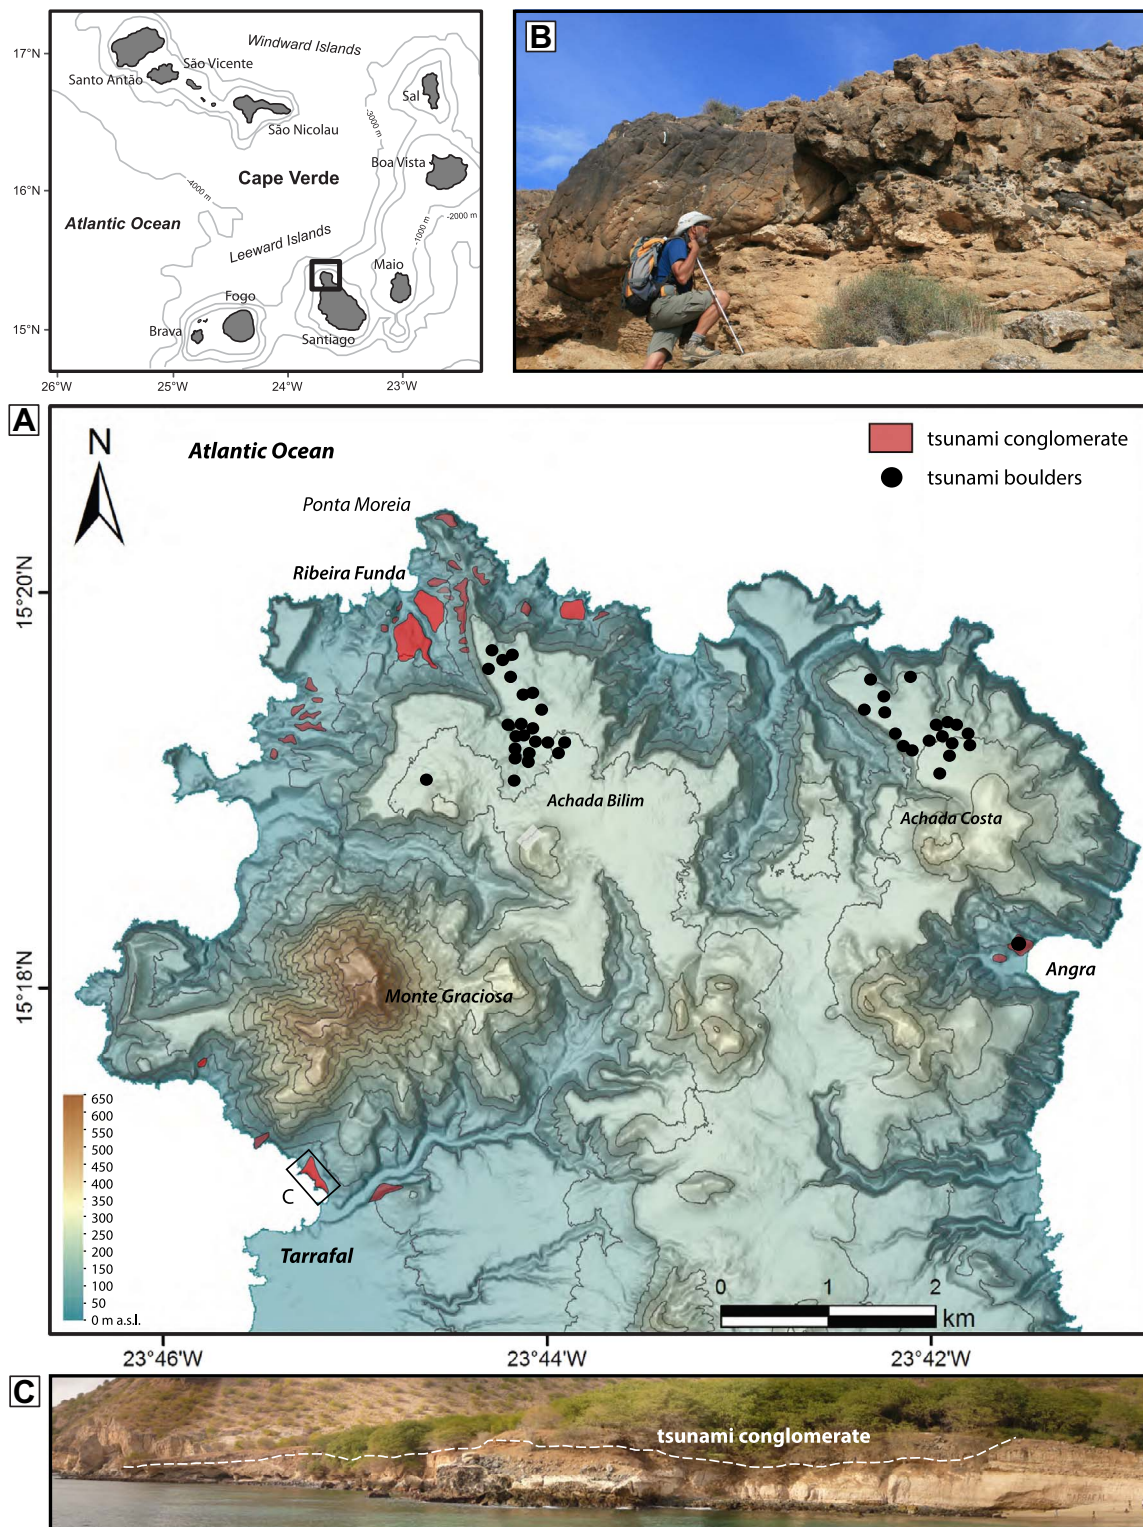 17°N
16°N
15°N
26°W
25°W
24°W
23°W
Windward Islands
São Vicente
Santo Antão
São Nicolau
Sal
-3000 m
Boa Vista
Cape Verde
-4000 m
-2000 m
Atlantic Ocean
-1000 m
Leeward Islands
Maio
Fogo
Brava
Santiago
B
A
N
Atlantic Ocean
tsunami conglomerate
tsunami boulders
Ponta Moreia
Ribeira Funda
15°20'N
Achada Bilim
Achada Costa
15°18'N
Monte Graciosa
Angra
650
600
550
500
450
400
350
300
250
200
150
100
50
0 m a.s.l.
C
Tarrafal
0 1 2
km
23°46'W
23°44'W
23°42'W
C
tsunami conglomerate